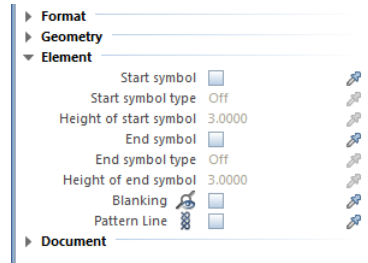 Format
Geometry
Element
Start symbol
Start symbol type Off
Height of start symbol 3.0000
End symbol
End symbol type Off
Height of end symbol 3.0000
Blanking
Pattern Line
Document